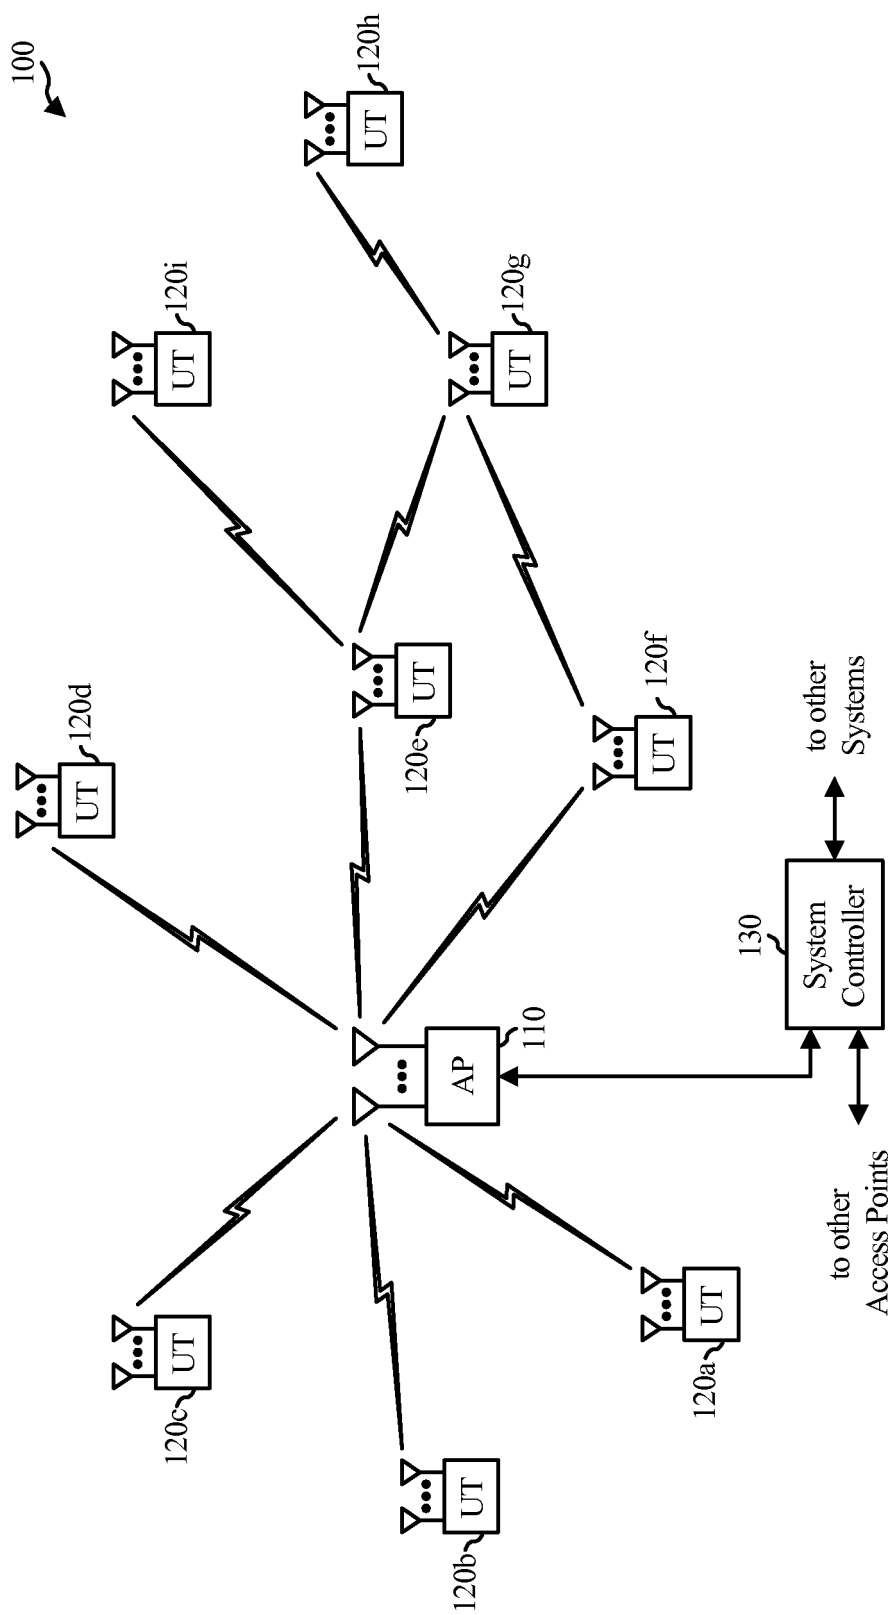 100
120d
UT
120i
UT
120h
UT
120c
UT
120e
UT
120g
UT
120b
UT
AP
110
120f
UT
120a
UT
130
System
Controller
to other
Systems
to other
Access Points